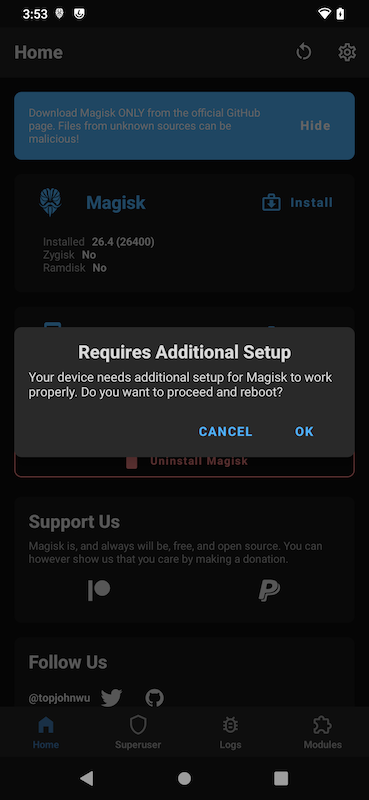 3:53
Home
Download Magisk ONLY from the official GitHub
page. Files from unknown sources can be
malicious!
Hide
Magisk
Install
Installed 26.4 (26400)
Zygisk No
Ramdisk No
Requires Additional Setup
Your device needs additional setup for Magisk to work
properly. Do you want to proceed and reboot?
CANCEL OK
Uninstall Magisk
Support Us
Magisk is, and always will be, free, and open source. You can
however show us that you care by making a donation.
Follow Us
@topjohnwu
Home Superuser Logs Modules